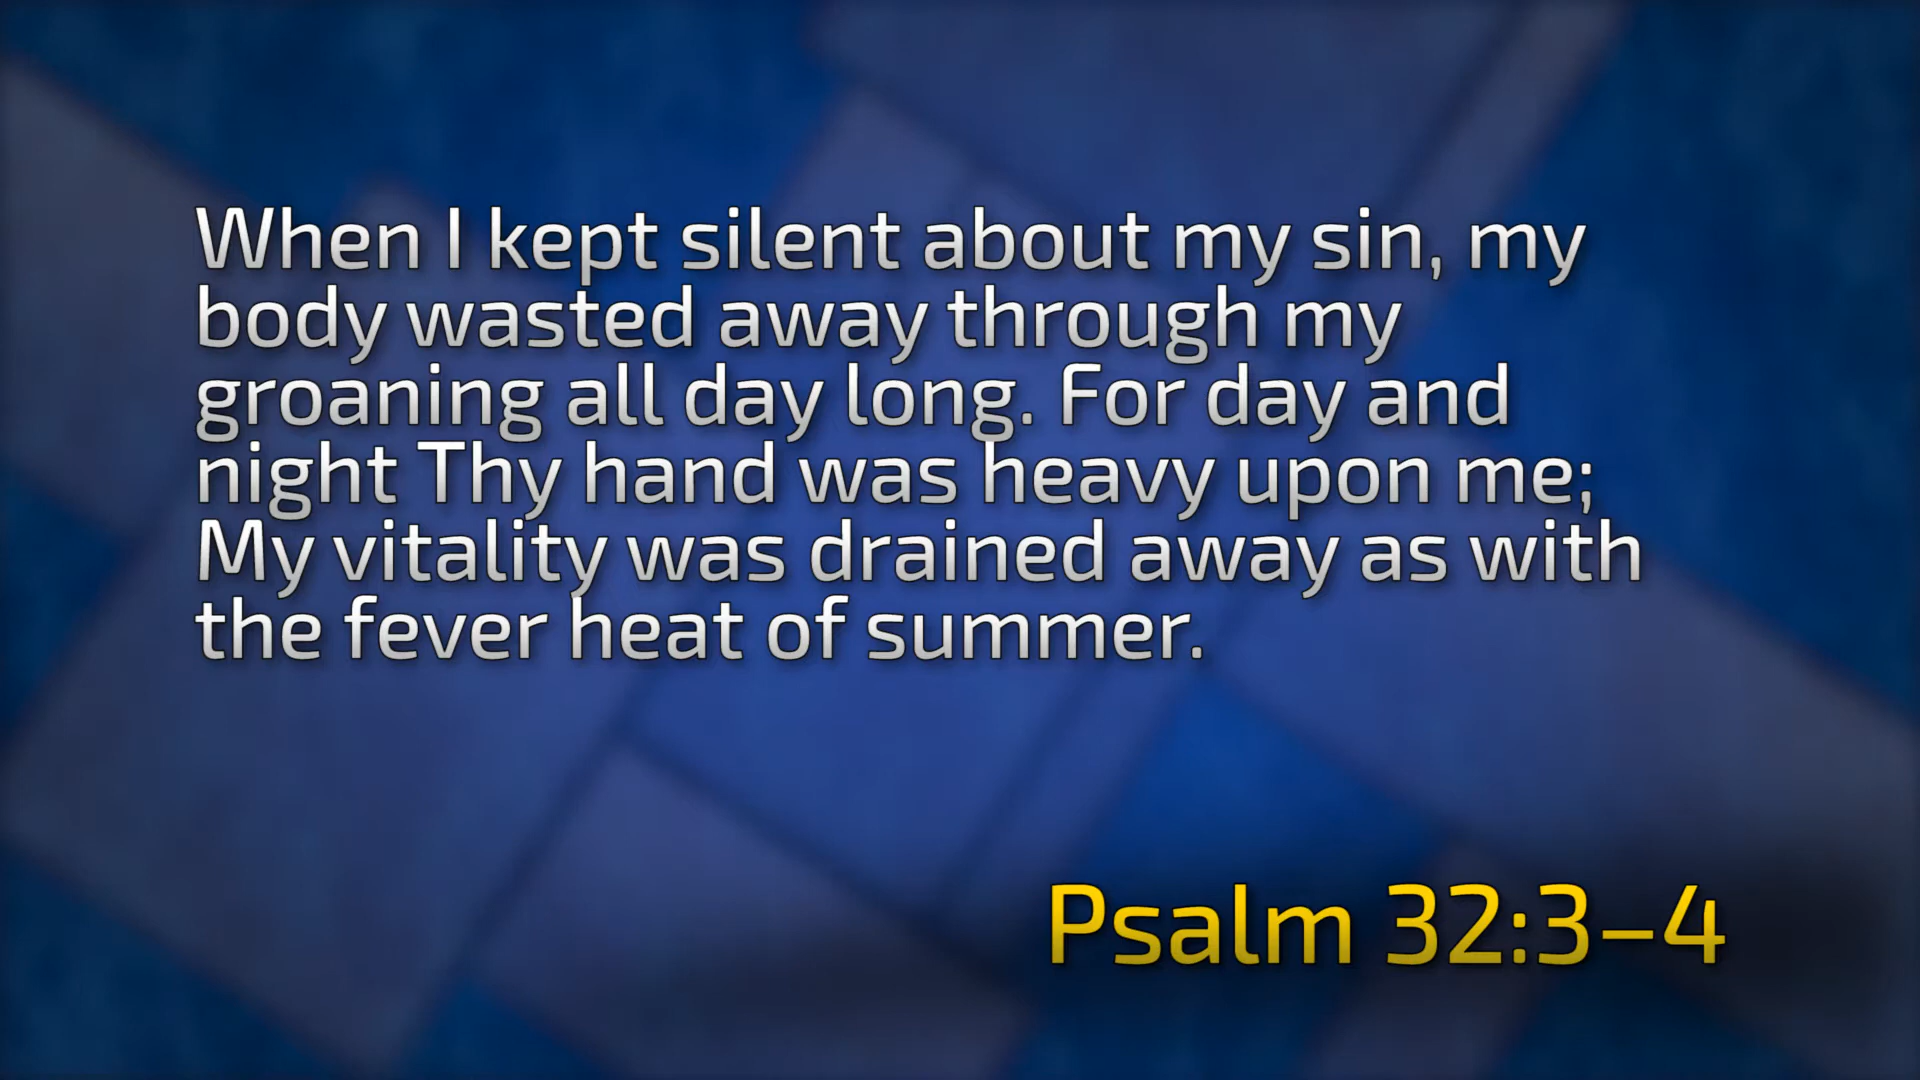 When I kept silent about my sin, my
body wasted away through my
groaning all day long. For day and
night Thy hand was heavy upon me;
My vitality was drained away as with
the fever heat of summer.
Psalm 32:3–4